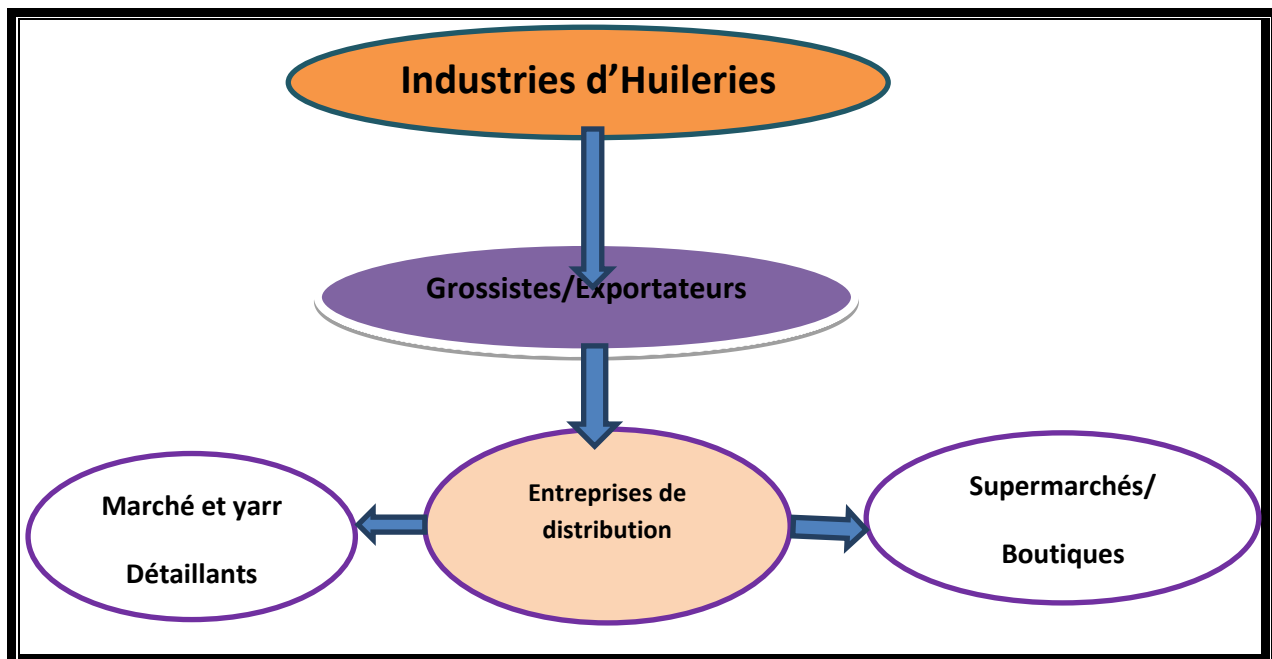 Industries d’Huileries
Grossistes/Exportateurs
Entreprises de
distribution
Marché et yarr
Détaillants
Supermarchés/
Boutiques